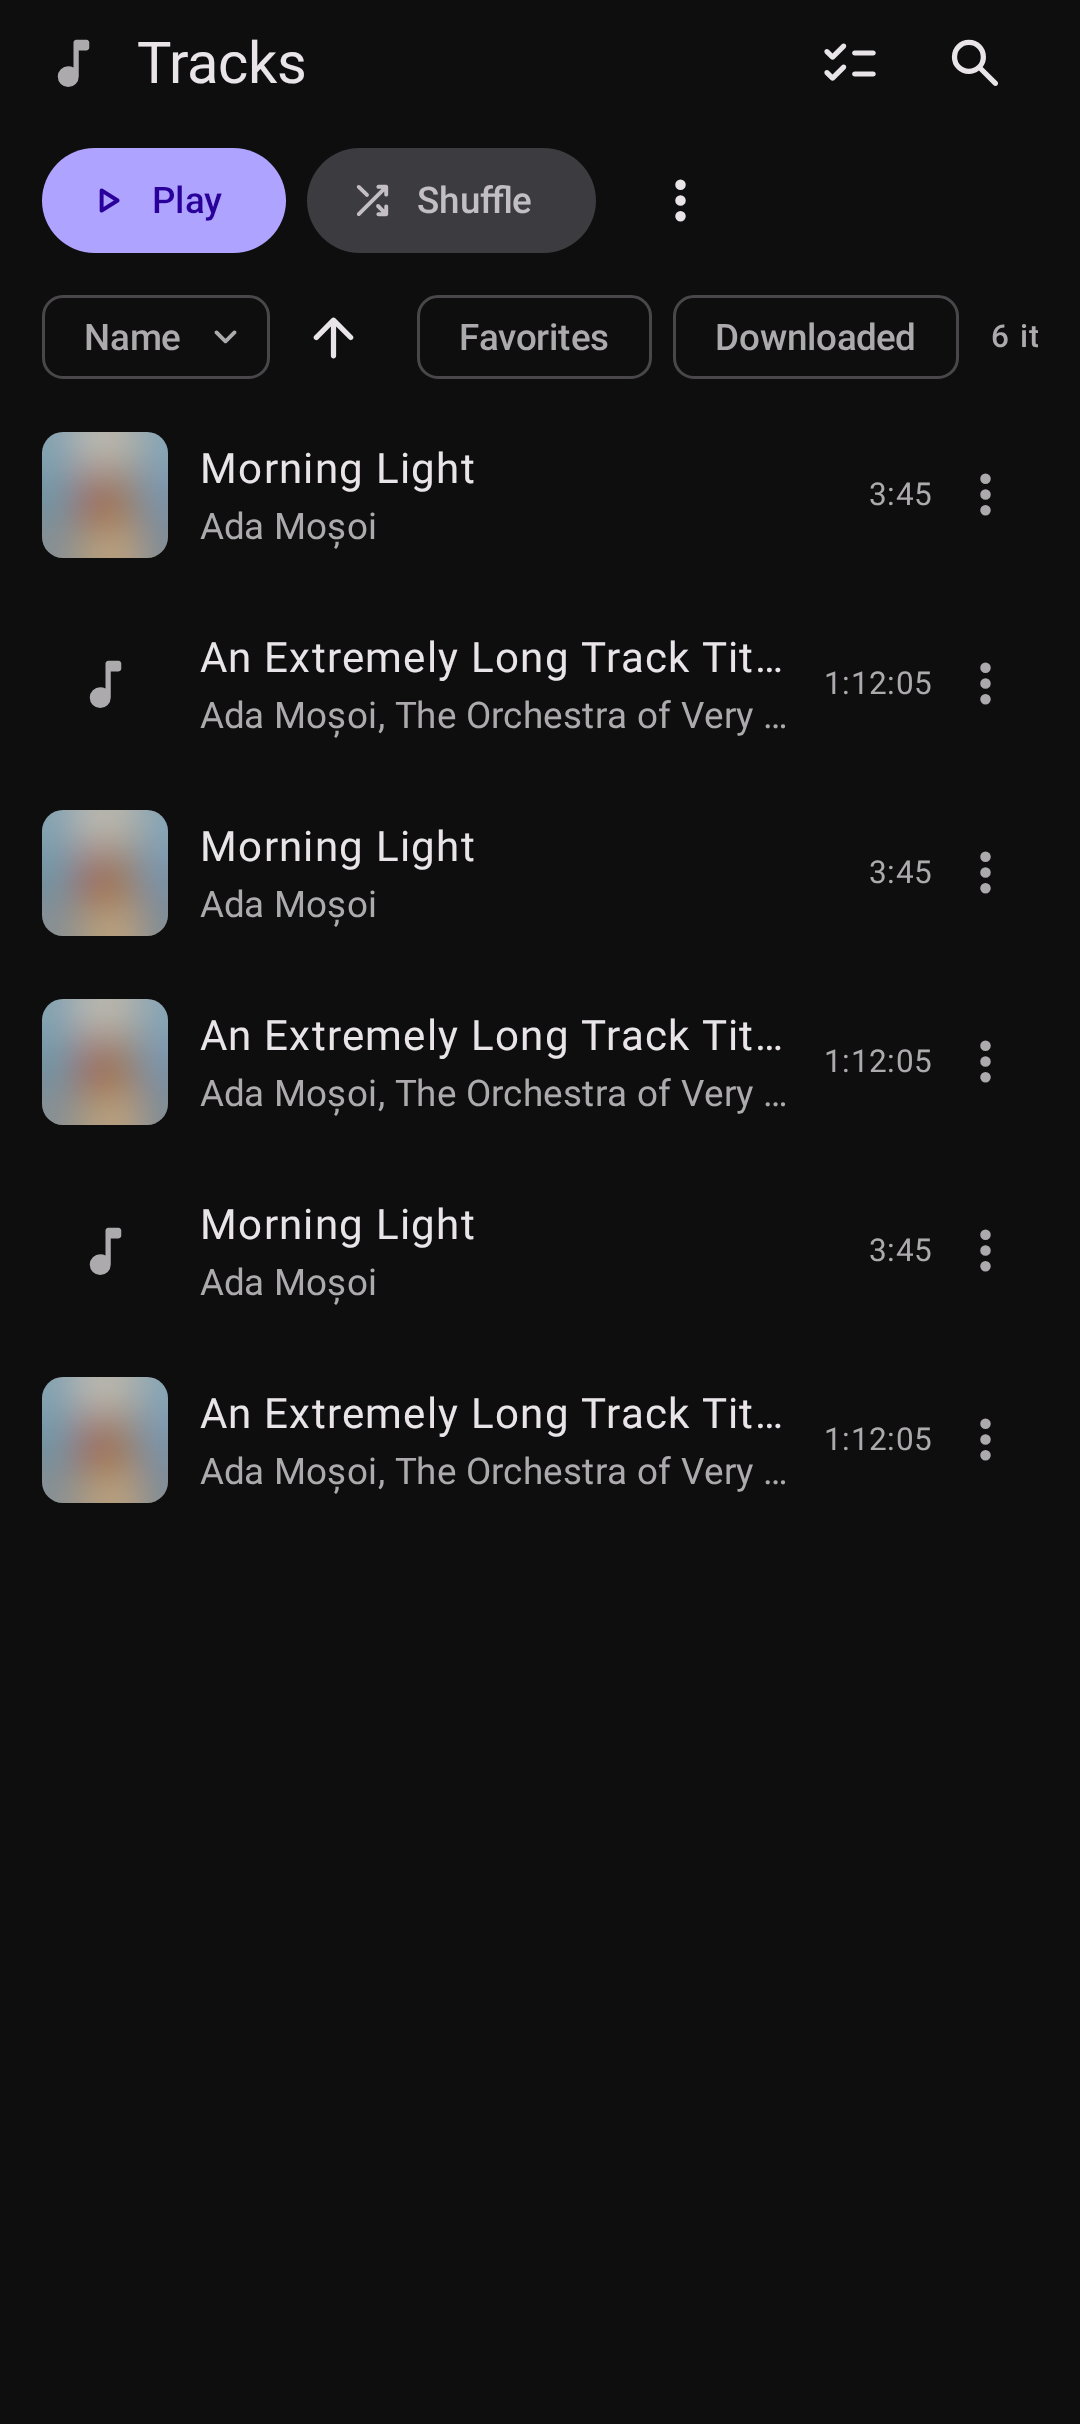 Tracks
Play
Shuffle
Name
Favorites
Downloaded
6 it
Morning Light
3:45
Ada Moșoi
An Extremely Long Track Tit...
1:12:05
Ada Moșoi, The Orchestra of Very ...
Morning Light
3:45
Ada Moșoi
An Extremely Long Track Tit...
1:12:05
Ada Moșoi, The Orchestra of Very ...
Morning Light
3:45
Ada Moșoi
An Extremely Long Track Tit...
1:12:05
Ada Moșoi, The Orchestra of Very ...